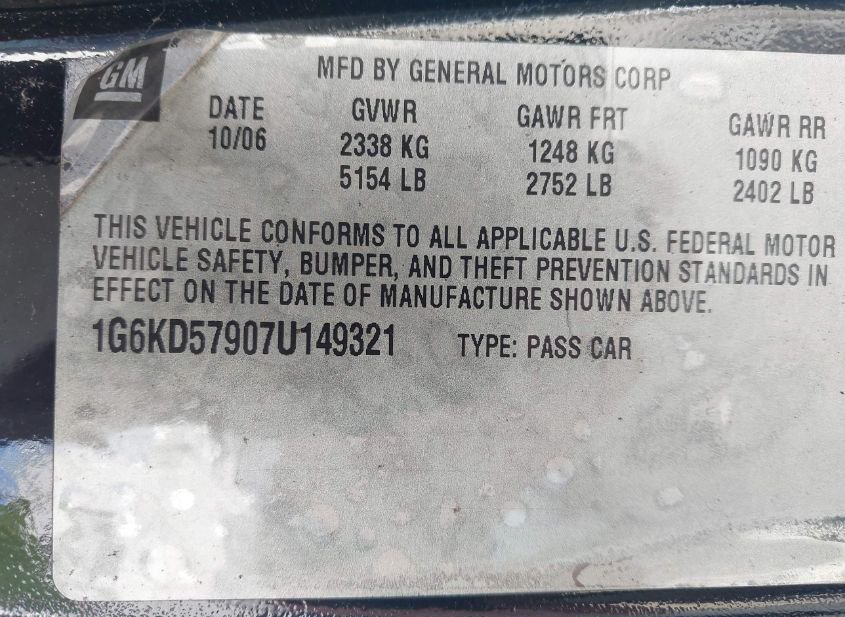 GM
MFD BY GENERAL MOTORS CORP
DATE GVWR GAWR FRT GAWR RR
10/06 2338 KG 1248 KG 1090 KG
5154 LB 2752 LB 2402 LB
THIS VEHICLE CONFORMS TO ALL APPLICABLE U.S. FEDERAL MOTOR
VEHICLE SAFETY, BUMPER, AND THEFT PREVENTION STANDARDS IN
EFFECT ON THE DATE OF MANUFACTURE SHOWN ABOVE.
1G6KD57907U149321 TYPE: PASS CAR